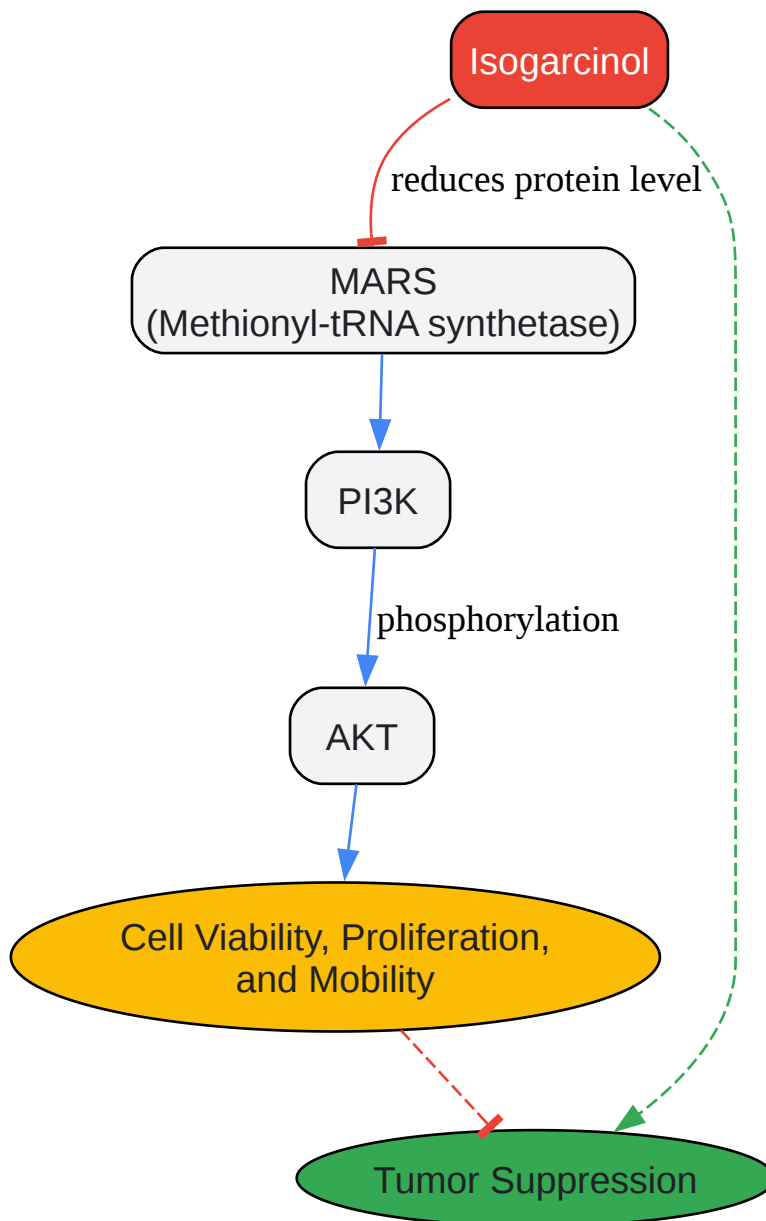 Isogarcinol
reduces protein level
MARS
(Methionyl-tRNA synthetase)
PI3K
phosphorylation
AKT
Cell Viability, Proliferation,
and Mobility
Tumor Suppression